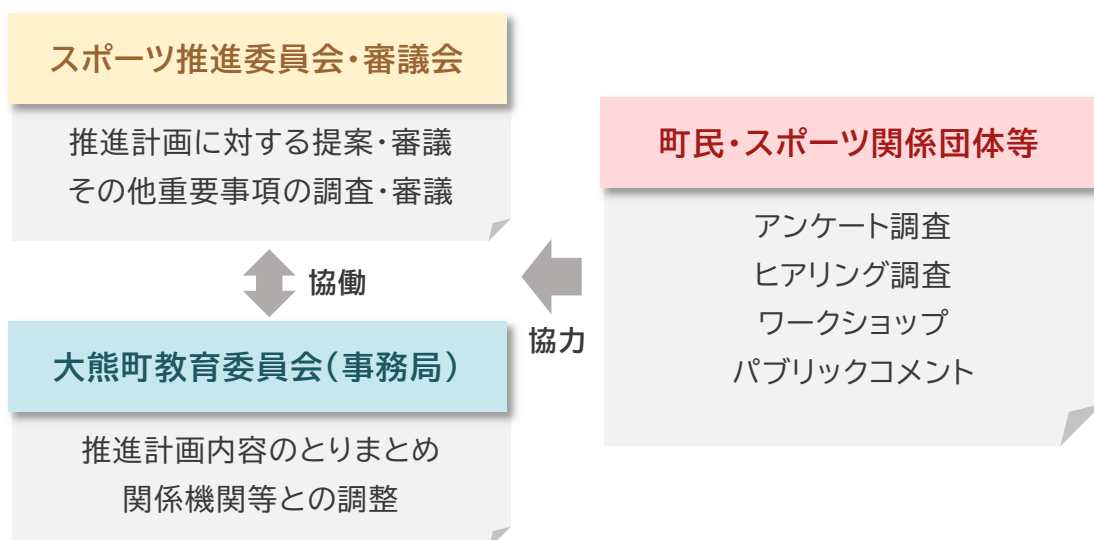 スポーツ推進委員会・審議会
推進計画に対する提案・審議
その他重要事項の調査・審議
協働
大熊町教育委員会(事務局)
推進計画内容のとりまとめ
関係機関等との調整
協力
町民・スポーツ関係団体等
アンケート調査
ヒアリング調査
ワークショップ
パブリックコメント